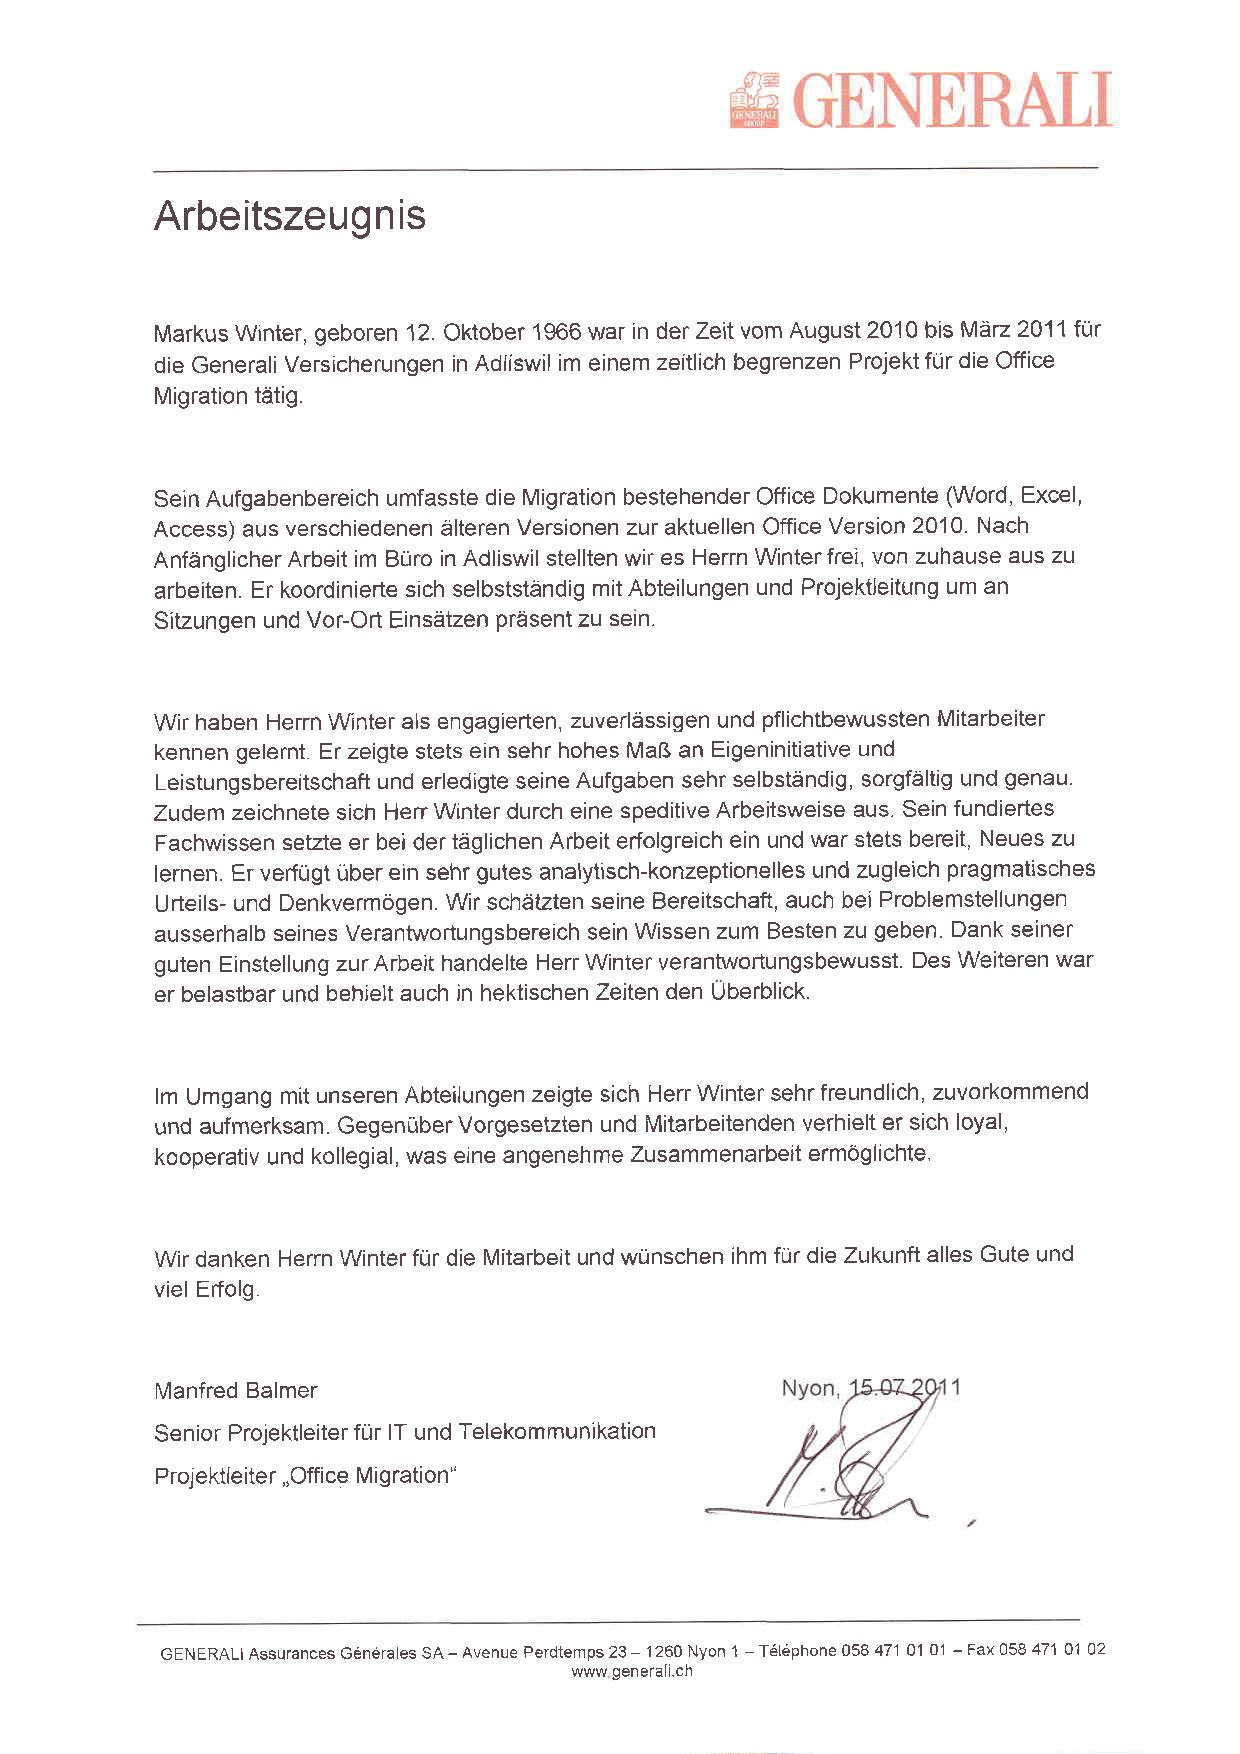 GENERALI
GENERALI
GROUP
Arbeitszeugnis
Markus Winter, geboren 12. Oktober 1966 war in der Zeit vom August 2010 bis März 2011 für
die Generali Versicherungen in Adliswil im einem zeitlich begrenzen Projekt für die Office
Migration tätig.
Sein Aufgabenbereich umfasste die Migration bestehender Office Dokumente (Word, Excel,
Access) aus verschiedenen älteren Versionen zur aktuellen Office Version 2010. Nach
Anfänglicher Arbeit im Büro in Adliswil stellten wir es Herrn Winter frei, von zuhause aus zu
arbeiten. Er koordinierte sich selbstständig mit Abteilungen und Projektleitung um an
Sitzungen und Vor-Ort Einsätzen präsent zu sein.
Wir haben Herrn Winter als engagierten, zuverlässigen und pflichtbewussten Mitarbeiter
kennen gelernt. Er zeigte stets ein sehr hohes Maß an Eigeninitiative und
Leistungsbereitschaft und erledigte seine Aufgaben sehr selbständig, sorgfältig und genau.
Zudem zeichnete sich Herr Winter durch eine speditive Arbeitsweise aus. Sein fundiertes
Fachwissen setzte er bei der täglichen Arbeit erfolgreich ein und war stets bereit, Neues zu
lernen. Er verfügt über ein sehr gutes analytisch-konzeptionelles und zugleich pragmatisches
Urteils- und Denkvermögen. Wir schätzten seine Bereitschaft, auch bei Problemstellungen
ausserhalb seines Verantwortungsbereich sein Wissen zum Besten zu geben. Dank seiner
guten Einstellung zur Arbeit handelte Herr Winter verantwortungsbewusst. Des Weiteren war
er belastbar und behielt auch in hektischen Zeiten den Überblick.
Im Umgang mit unseren Abteilungen zeigte sich Herr Winter sehr freundlich, zuvorkommend
und aufmerksam. Gegenüber Vorgesetzten und Mitarbeitenden verhielt er sich loyal,
kooperativ und kollegial, was eine angenehme Zusammenarbeit ermöglichte.
Wir danken Herrn Winter für die Mitarbeit und wünschen ihm für die Zukunft alles Gute und
viel Erfolg.
Manfred Balmer Nyon, 15.07.2011
Senior Projektleiter für IT und Telekommunikation
Projektleiter „Office Migration“
GENERALI Assurances Générales SA – Avenue Perdtemps 23 – 1260 Nyon 1 – Téléphone 058 471 01 01 – Fax 058 471 01 02
www.generali.ch